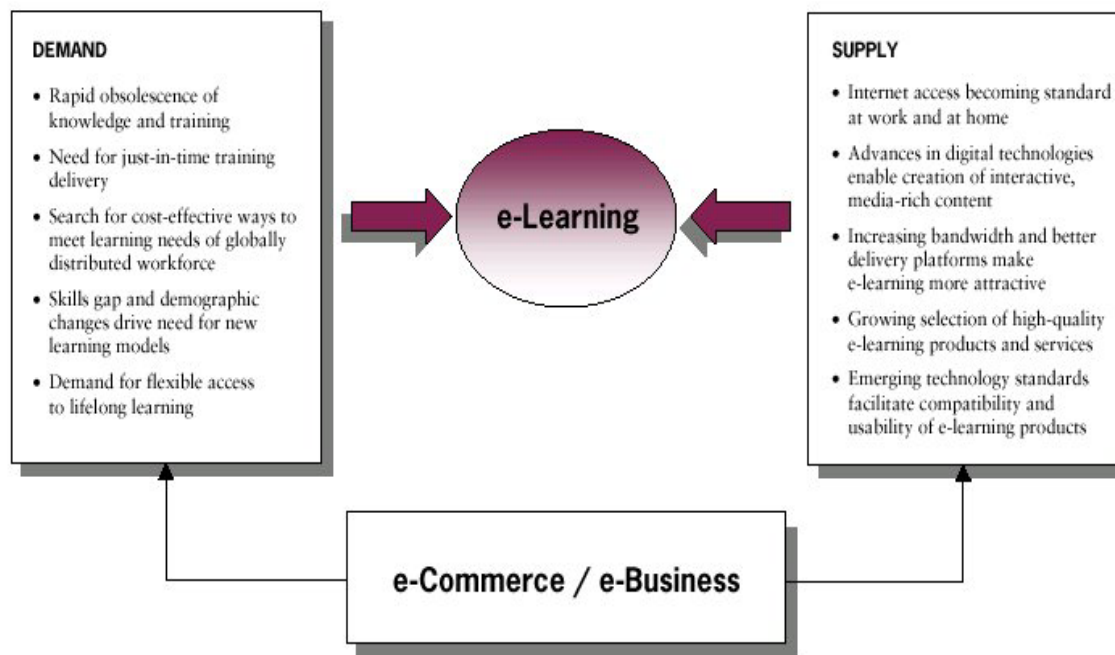 DEMAND
• Rapid obsolescence of
knowledge and training
• Need for just-in-time training
delivery
• Search for cost-effective ways to
meet learning needs of globally
distributed workforce
• Skills gap and demographic
changes drive need for new
learning models
• Demand for flexible access
to lifelong learning
e-Learning
SUPPLY
• Internet access becoming standard
at work and at home
• Advances in digital technologies
enable creation of interactive,
media-rich content
• Increasing bandwidth and better
delivery platforms make
e-learning more attractive
• Growing selection of high-quality
e-learning products and services
• Emerging technology standards
facilitate compatibility and
usability of e-learning products
e-Commerce / e-Business